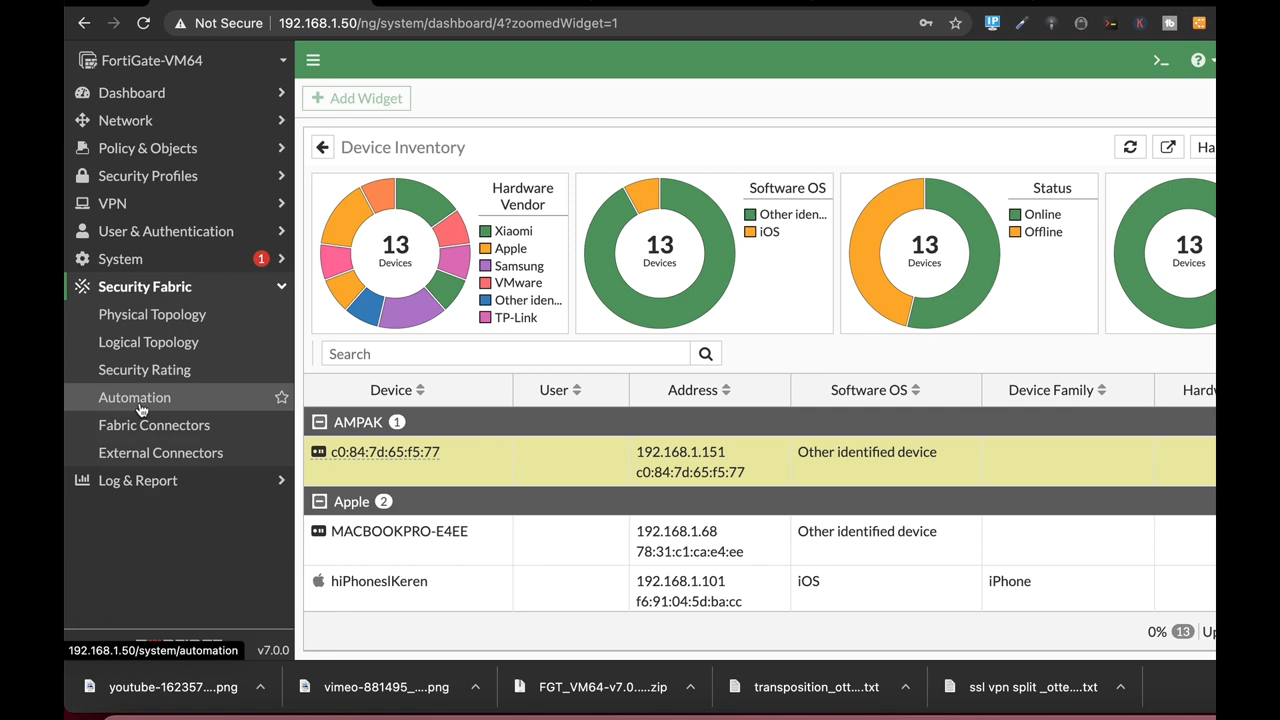 Not Secure
192.168.1.50/ng/system/dashboard/4?zoomedWidget=1
FortiGate-VM64
Dashboard
Network
Policy & Objects
Security Profiles
VPN
User & Authentication
System
1
Security Fabric
Physical Topology
Logical Topology
Security Rating
Automation
Fabric Connectors
External Connectors
Log & Report
192.168.1.50/system/automation
v7.0.0
Add Widget
Device Inventory
Ha
13
Devices
Hardware
Vendor
Xiaomi
Apple
Samsung
VMware
Other iden...
TP-Link
13
Devices
Software OS
Other iden...
iOS
13
Devices
Status
Online
Offline
13
Devices
Search
Device
User
Address
Software OS
Device Family
Hardw
AMPAK 1
c0:84:7d:65:f5:77
192.168.1.151
c0:84:7d:65:f5:77
Other identified device
Apple 2
MACBOOKPRO-E4EE
192.168.1.68
78:31:c1:ca:e4:ee
Other identified device
hiPhones|Keren
192.168.1.101
f6:91:04:5d:ba:cc
iOS
iPhone
0% 13
Up
youtube-162357....png
vimeo-881495_....png
FGT_VM64-v7.0.....zip
transposition_ott....txt
ssl vpn split _otte....txt